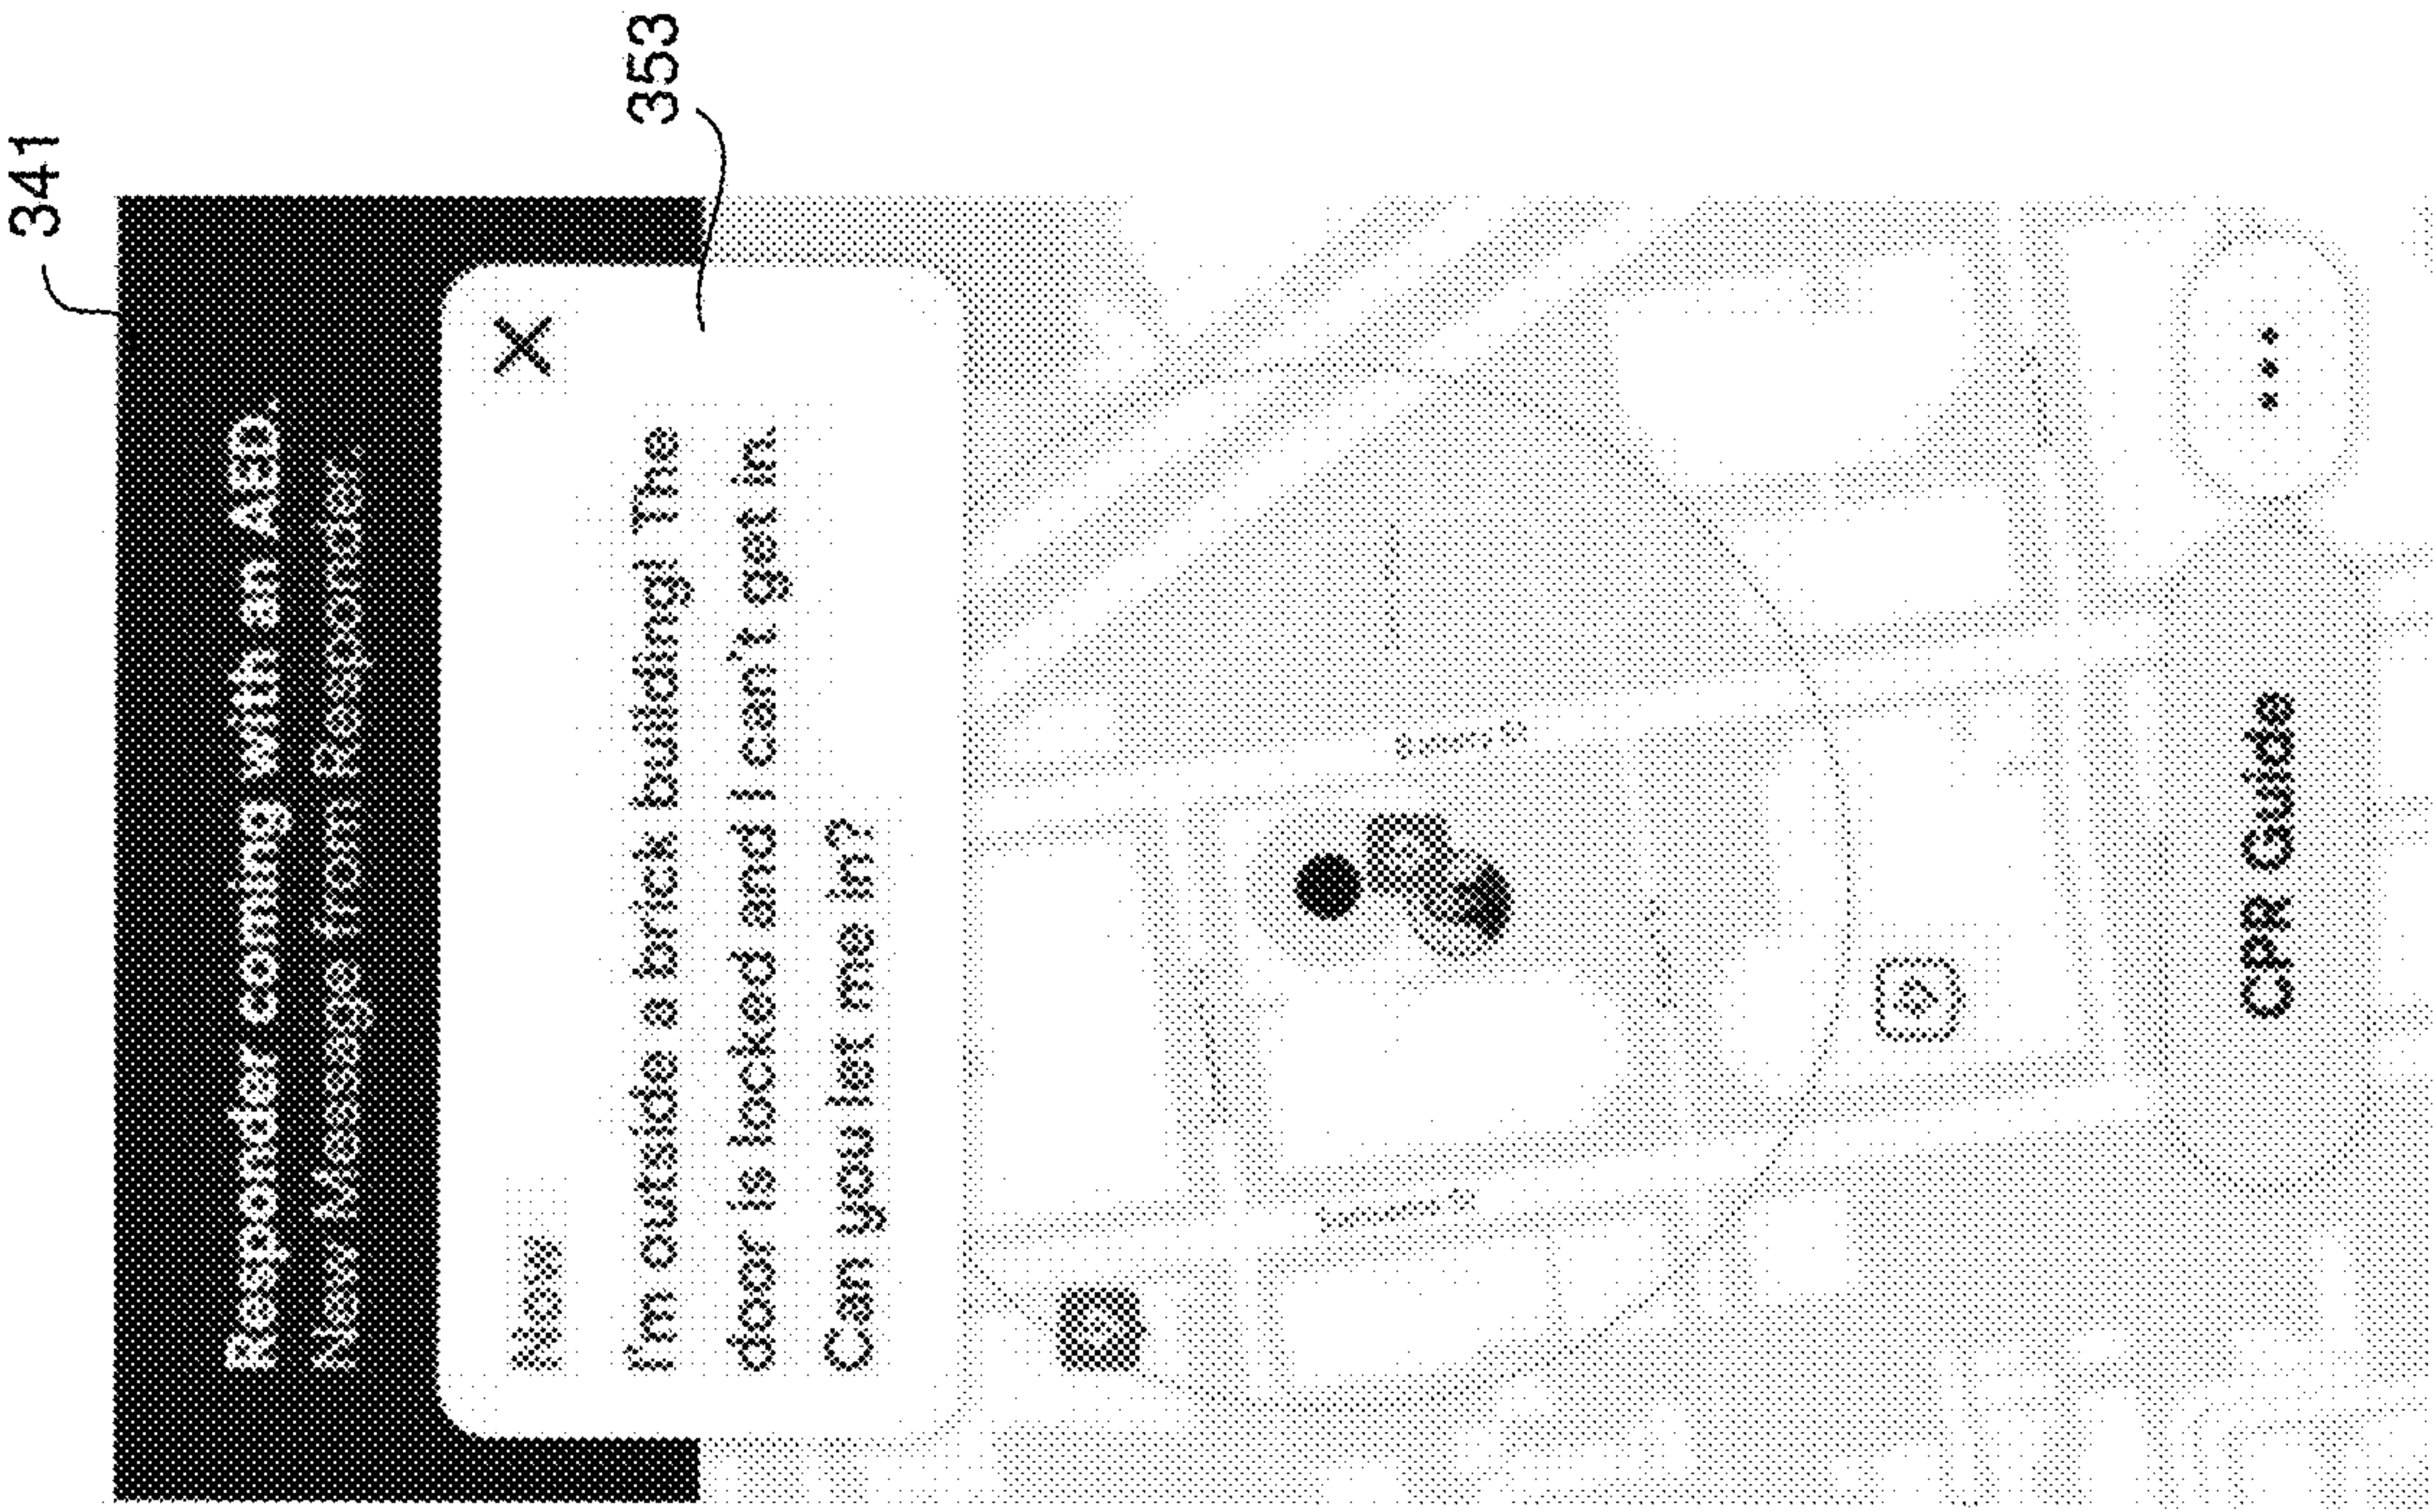 341
Responder coming with an AED.
New Message from Responder.
353
Now
X
I'm outside a brick building! The
door is locked and I can't get in.
Can you let me in?
CPR Guide